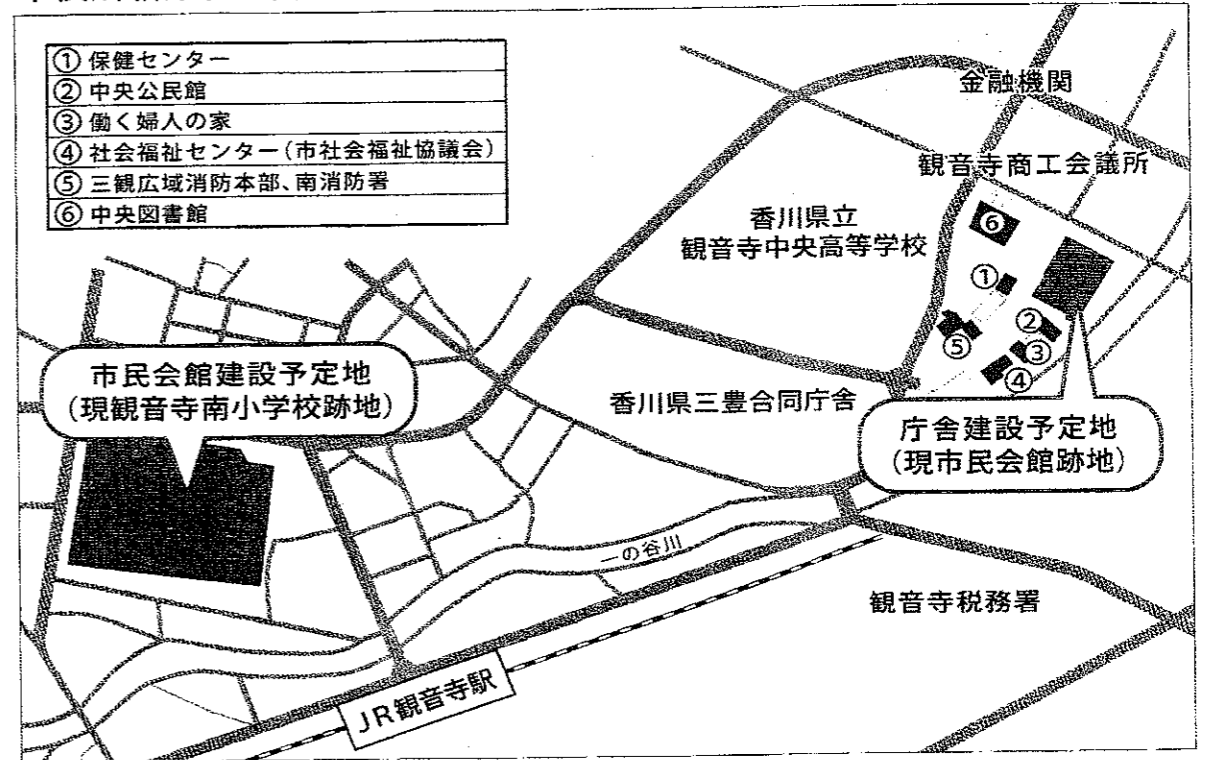 ① 保健センター
② 中央公民館
③ 働く婦人の家
④ 社会福祉センター（市社会福祉協議会）
⑤ 三観広域消防本部、南消防署
⑥ 中央図書館
金融機関
観音寺商工会議所
香川県立
観音寺中央高等学校
⑥
①
②
③
④
⑤
市民会館建設予定地
（現観音寺南小学校跡地）
香川県三豊合同庁舎
庁舎建設予定地
（現市民会館跡地）
一の谷川
観音寺税務署
JR観音寺駅